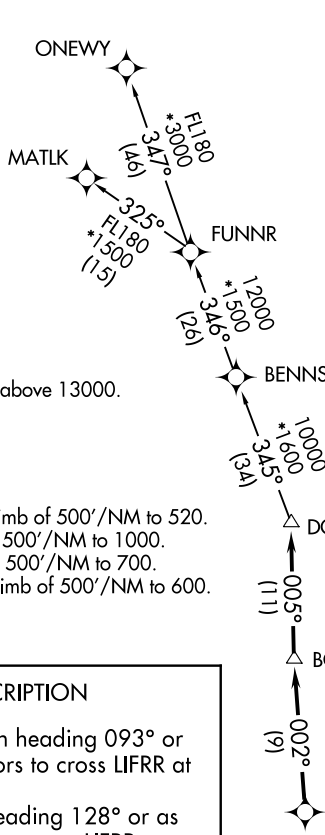 ONEWY
FL180
*3000
347°
(46)
MATLK
325°
FL180
*1500
(15)
FUNNR
12000
*1500
346°
(26)
BENNS
above 13000.
10000
*1600
345°
(34)
mb of 500'/NM to 520.
500'/NM to 1000.
500'/NM to 700.
imb of 500'/NM to 600.
005°
(11)
CRIPTION
002°
(9)
n heading 093° or
ors to cross LIFRR at
eading 128° or as